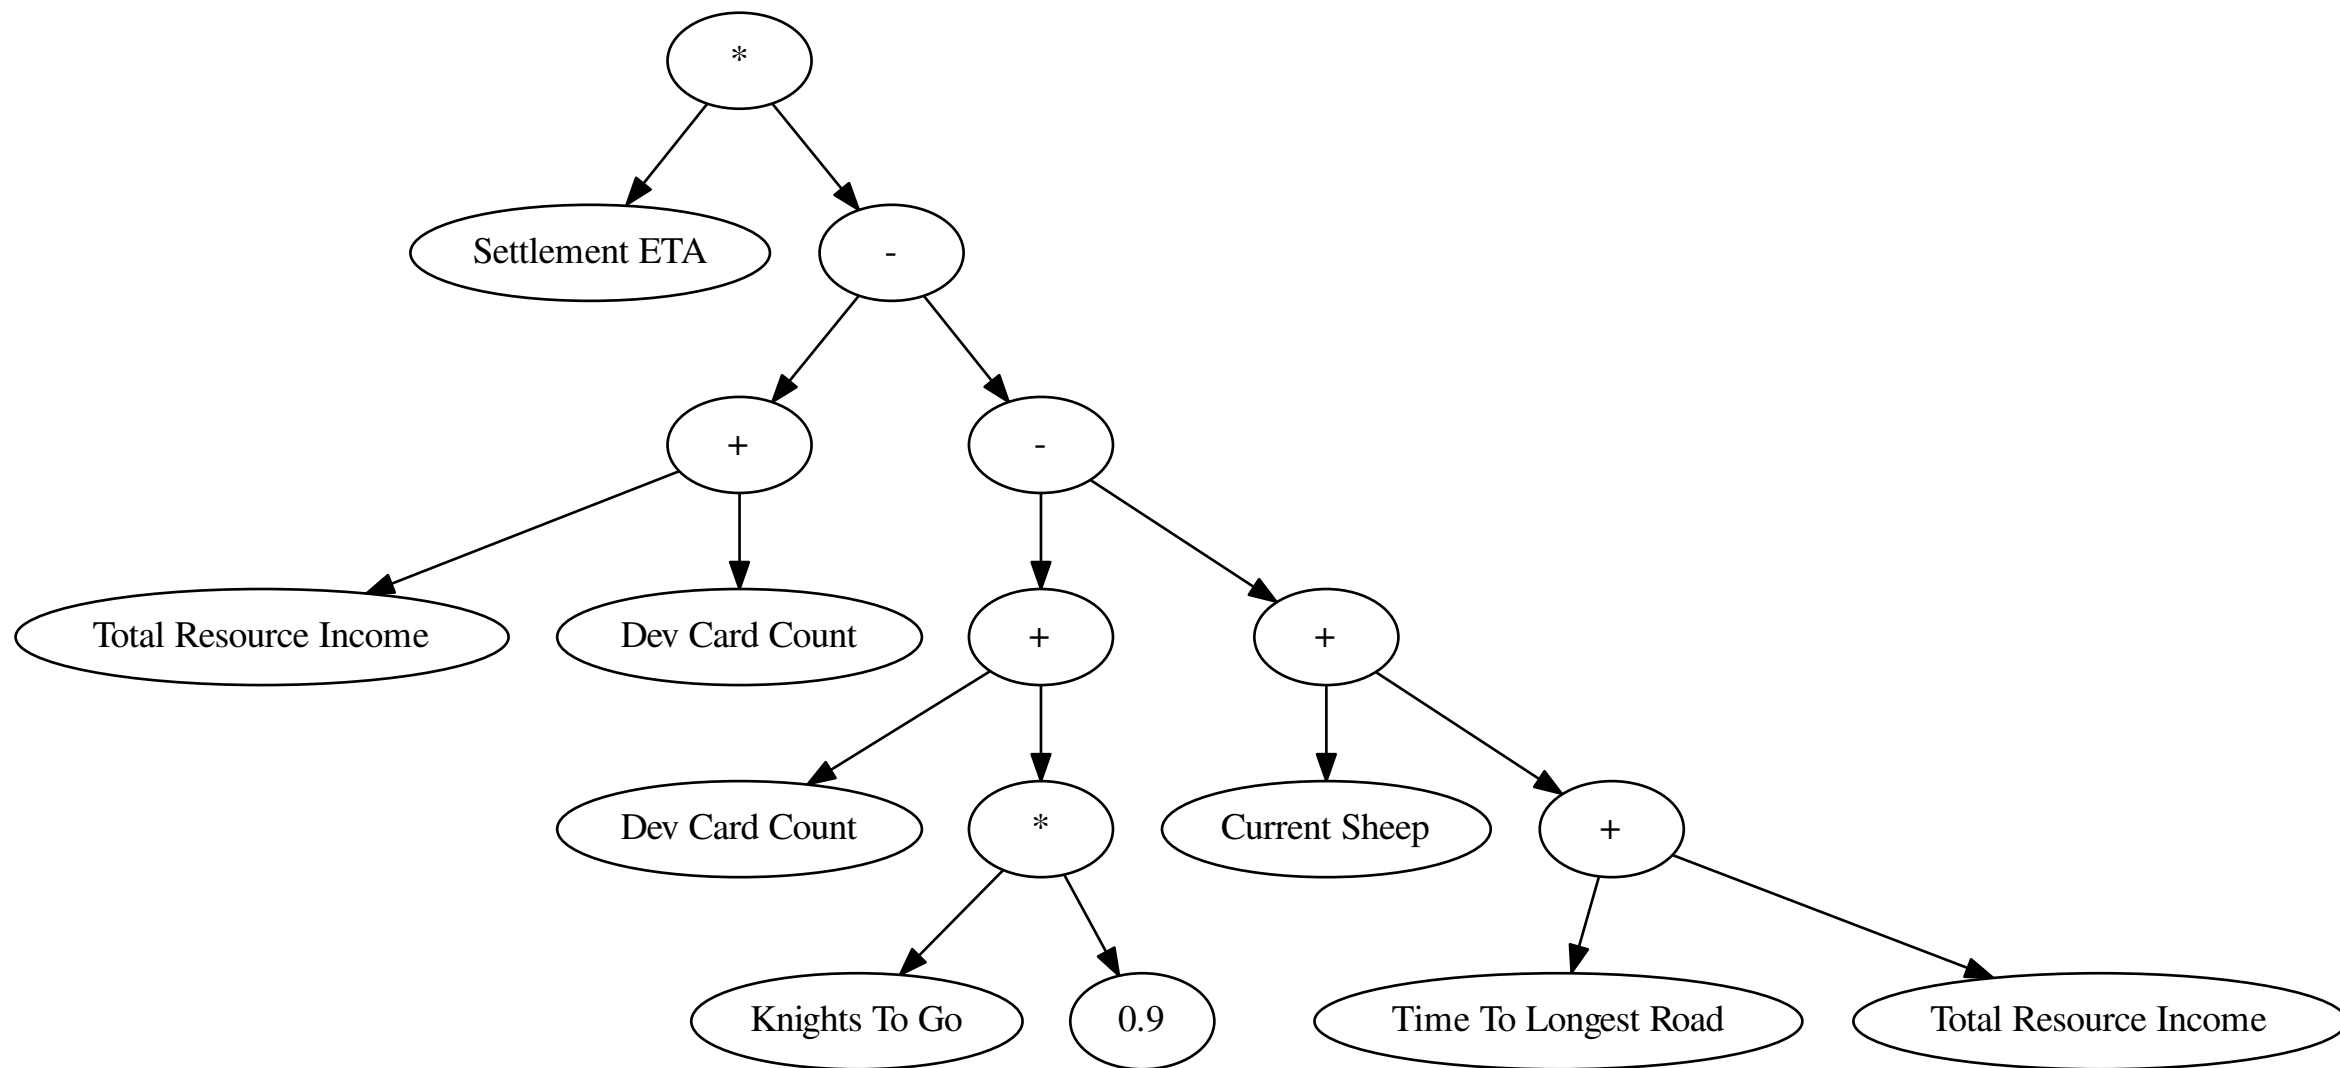 *
Settlement ETA
-
+
-
Total Resource Income
Dev Card Count
+
+
Dev Card Count
*
Current Sheep
+
Knights To Go
0.9
Time To Longest Road
Total Resource Income